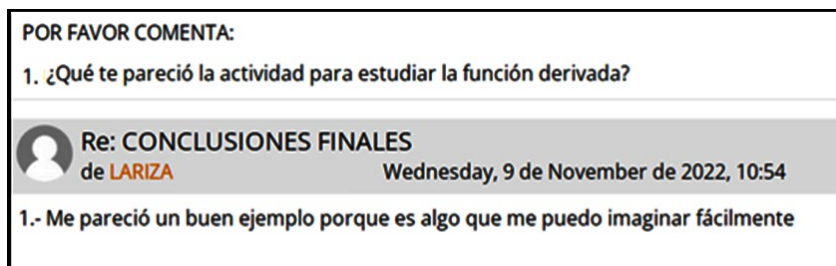 POR FAVOR COMENTA:
1. ¿Qué te pareció la actividad para estudiar la función derivada?
Re: CONCLUSIONES FINALES
de LARIZA Wednesday, 9 de November de 2022, 10:54
1.- Me pareció un buen ejemplo porque es algo que me puedo imaginar fácilmente